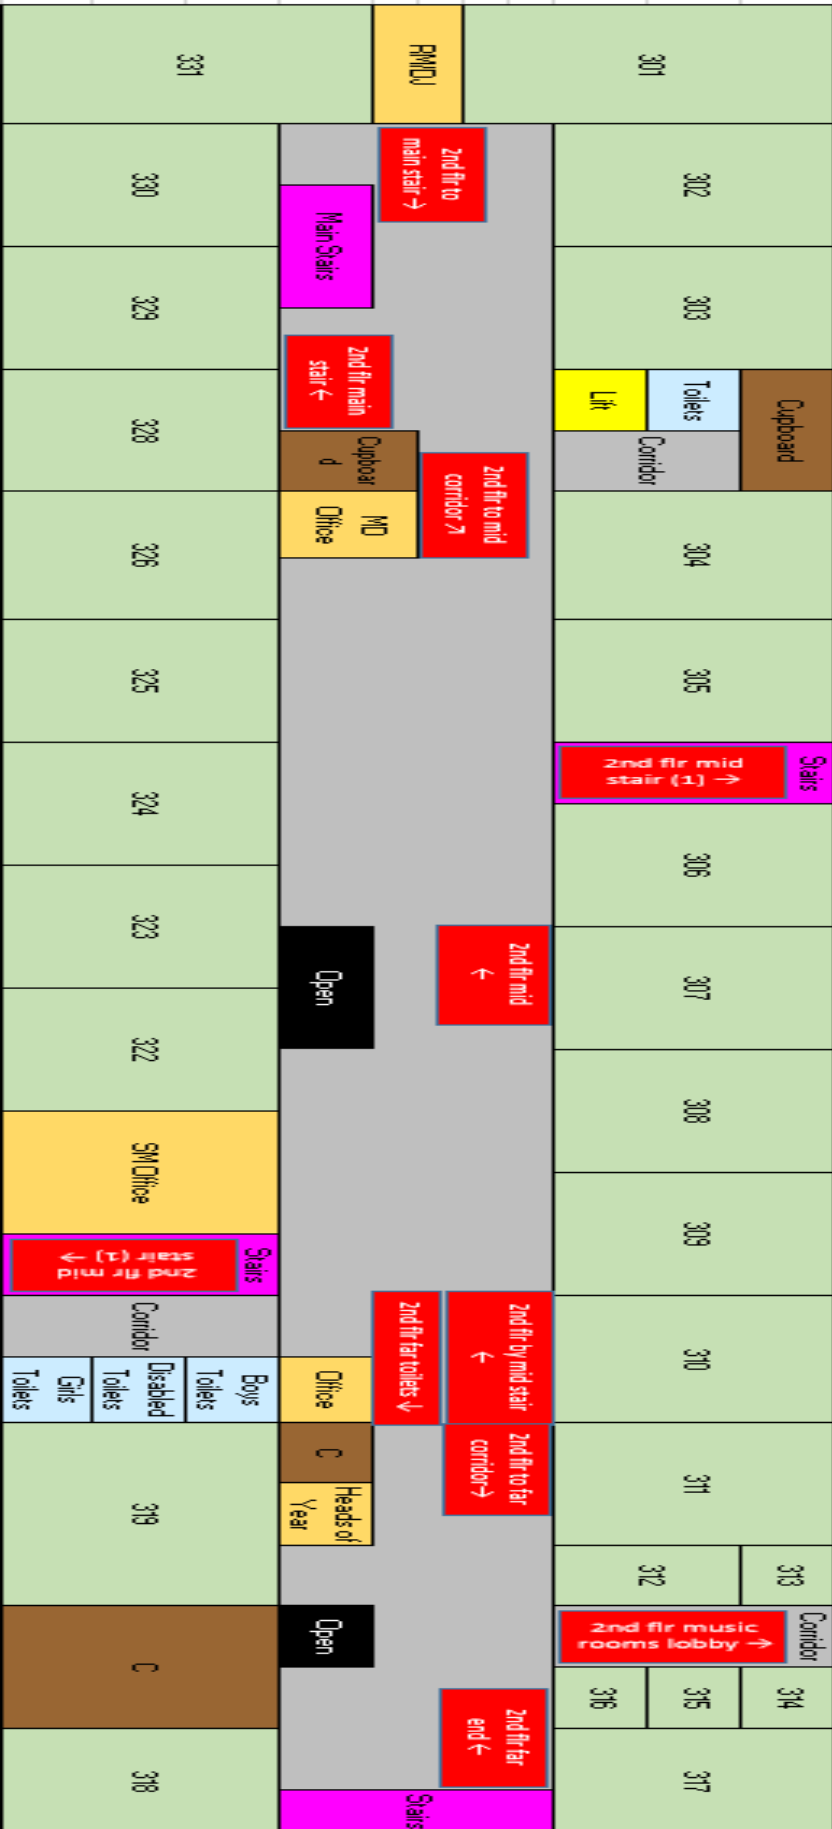 331
RM/DJ
301
330
2nd flr to
main stair →
302
Main Stairs
329
303
2nd flr main
stair ←
328
Lift
Toilets
Cupboard
Corridor
Cupboar
d
2nd flr to mid
corridor ↗
MD
Office
326
304
325
305
324
2nd flr mid
stair (1) →
Stairs
306
323
Open
2nd flr mid
←
307
322
308
SM Office
309
2nd flr mid
stair (1) →
Stairs
Corridor
2nd flr far toilets ↓
2nd flr by mid stair
←
310
Girls
Toilets
Disabled
Toilets
Boys
Toilets
Office
C
2nd flr to far
corridor→
311
319
Heads of
Year
312
313
C
Open
2nd flr music
rooms lobby →
Corridor
316
315
314
2nd flr far
end ←
318
Stairs
317